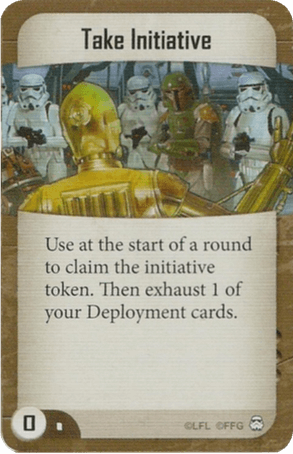 Take Initiative
Use at the start of a round
to claim the initiative
token. Then exhaust 1 of
your Deployment cards.
0
©LFL ©FFG